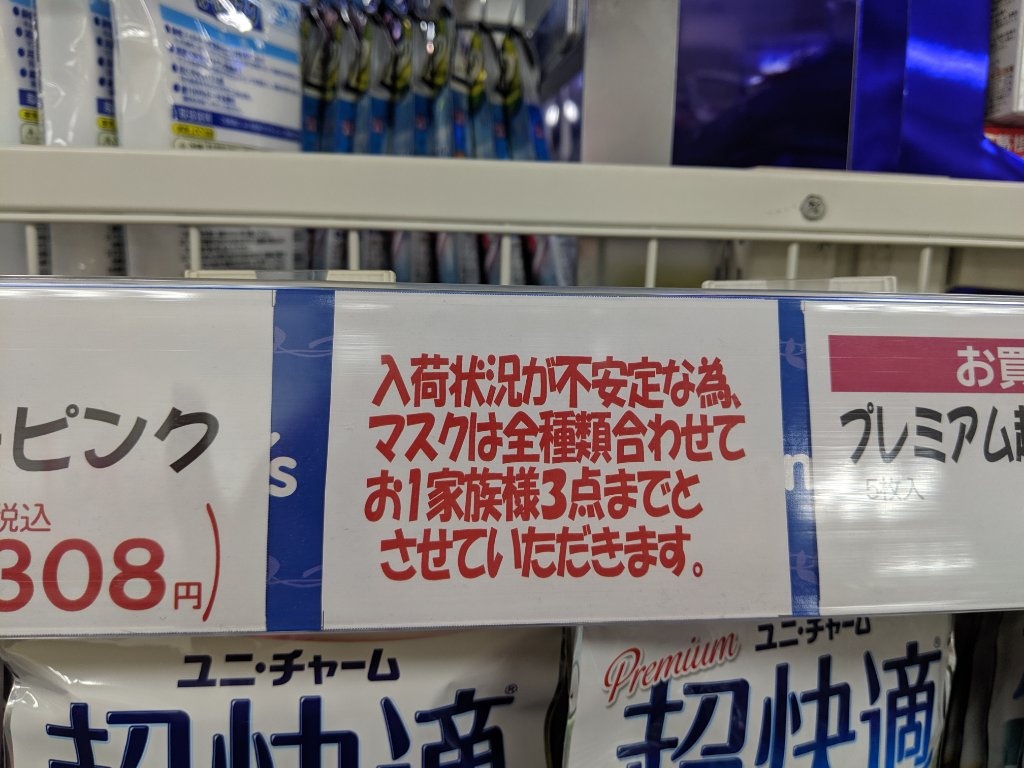 ピンク
税込
308円)
s
入荷状況が不安定な為、
マスクは全種類合わせて
お1家族様3点までと
させていただきます。
n
お買
プレミアム超
5枚入
ユニ・チャーム
超快適®
Premium
ユニ・チャーム
超快適